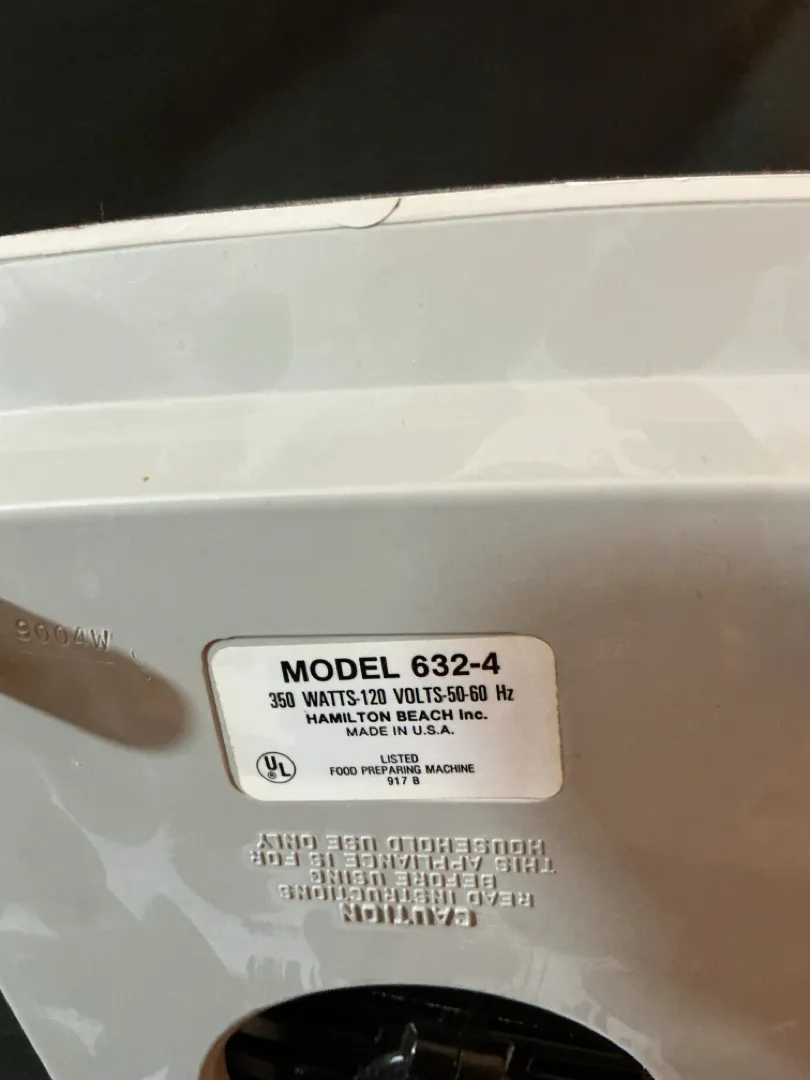 9004W
MODEL 632-4
350 WATTS-120 VOLTS-50-60 Hz
HAMILTON BEACH Inc.
MADE IN U.S.A.
UL
LISTED
FOOD PREPARING MACHINE
917 B
CAUTION
READ INSTRUCTIONS
BEFORE USING
THIS APPLIANCE IS FOR
HOUSEHOLD USE ONLY